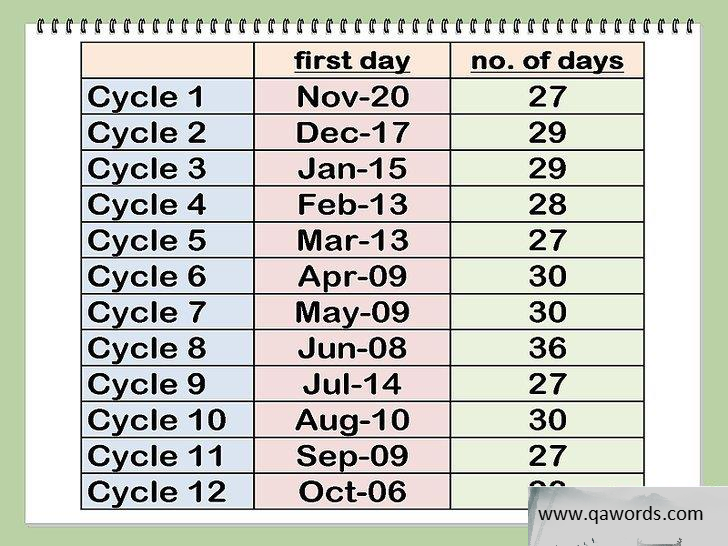 first day no. of days
Cycle 1 Nov-20 27
Cycle 2 Dec-17 29
Cycle 3 Jan-15 29
Cycle 4 Feb-13 28
Cycle 5 Mar-13 27
Cycle 6 Apr-09 30
Cycle 7 May-09 30
Cycle 8 Jun-08 36
Cycle 9 Jul-14 27
Cycle 10 Aug-10 30
Cycle 11 Sep-09 27
Cycle 12 Oct-06
www.qawords.com